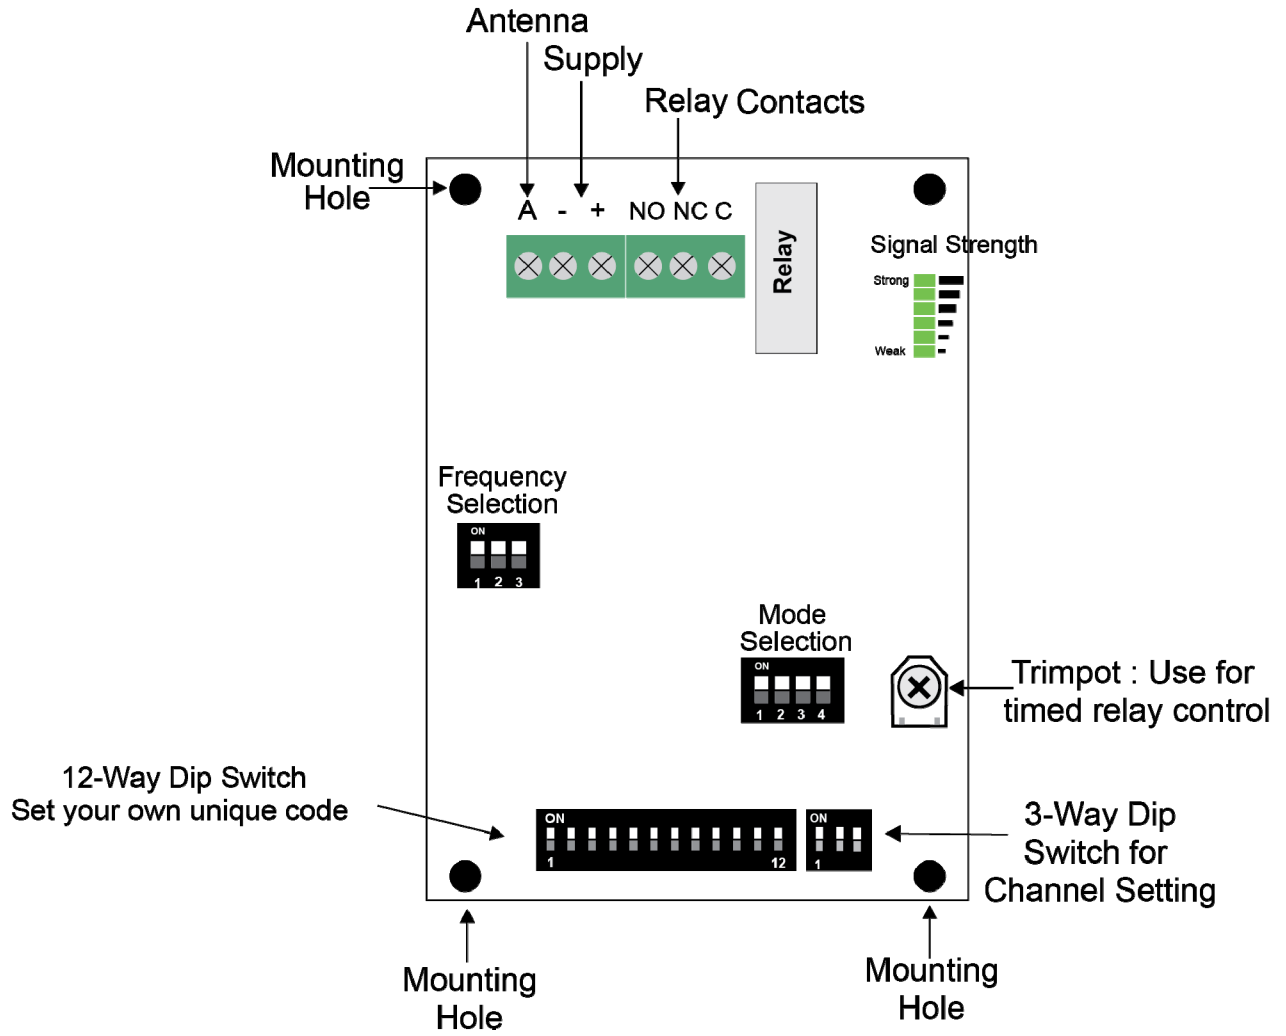 Antenna
Supply
Relay Contacts
Mounting
Hole
A - + NO NC C
Relay
Signal Strength
Strong
Weak
Frequency
Selection
ON
1 2 3
Mode
Selection
ON
1 2 3 4
Trimpot : Use for
timed relay control
12-Way Dip Switch
Set your own unique code
ON
1 12
ON
1
3-Way Dip
Switch for
Channel Setting
Mounting
Hole
Mounting
Hole